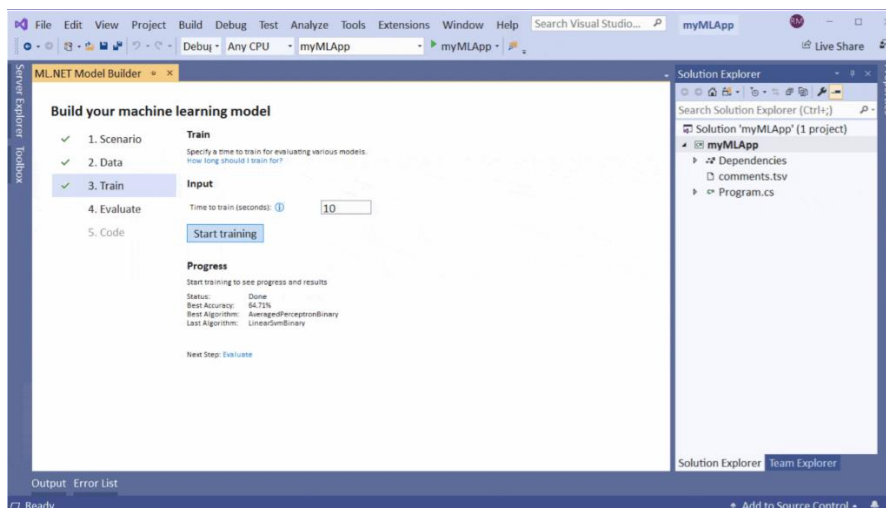 File Edit View Project Build Debug Test Analyze Tools Extensions Window Help Search Visual Studio... myMLApp RM
Debug Any CPU myMLApp myMLApp Live Share
Server Explorer
Toolbox
ML.NET Model Builder
Build your machine learning model
1. Scenario
2. Data
3. Train
4. Evaluate
5. Code
Train
Specify a time to train for evaluating various models.
How long should I train for?
Input
Time to train (seconds): 10
Start training
Progress
Start training to see progress and results
Status: Done
Best Accuracy: 64.71%
Best Algorithm: AveragedPerceptronBinary
Last Algorithm: LinearSvmBinary
Next Step: Evaluate
Solution Explorer
Search Solution Explorer (Ctrl+;)
Solution 'myMLApp' (1 project)
myMLApp
Dependencies
comments.tsv
C# Program.cs
Solution Explorer Team Explorer
Output Error List
Ready Add to Source Control